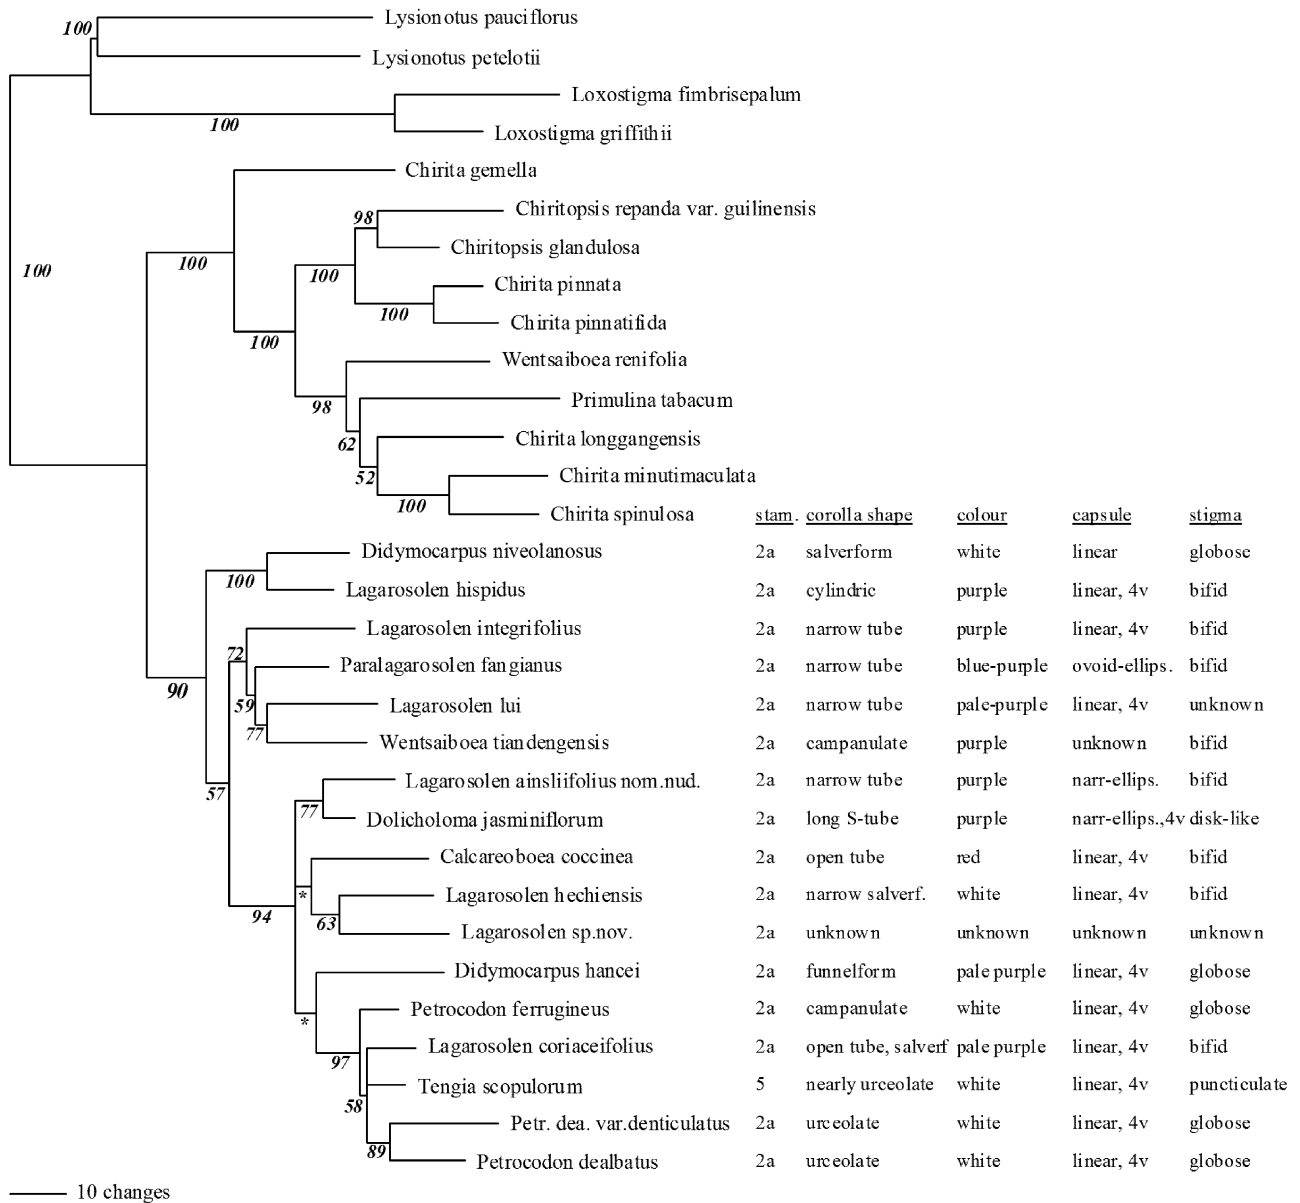 Lysionotus pauciflorus
100
Lysionotus petelotii
Loxostigma fimbrisepalum
100
Loxostigma griffithii
Chirita gemella
Chiritopsis repanda var. guilinensis
98
Chiritopsis glandulosa
100
100
100
Chirita pinnata
100
Chirita pinnatifida
100
Wentsaiboea renifolia
98
Primulina tabacum
62
Chirita longgangensis
52
Chirita minutimaculata
100
Chirita spinulosa
stam. corolla shape colour capsule stigma
Didymocarpus niveolanosus 2a salverform white linear globose
100
Lagarosolen hispidus 2a cylindric purple linear, 4v bifid
Lagarosolen integrifolius 2a narrow tube purple linear, 4v bifid
72
Paralagarosolen fangianus 2a narrow tube blue-purple ovoid-ellips. bifid
90
59
Lagarosolen lui 2a narrow tube pale-purple linear, 4v unknown
77
Wentsaiboea tiandengensis 2a campanulate purple unknown bifid
Lagarosolen ainsliifolius nom.nud. 2a narrow tube purple narr-ellips. bifid
57
77
Dolicholoma jasminiflorum 2a long S-tube purple narr-ellips.,4v disk-like
Calcareoboea coccinea 2a open tube red linear, 4v bifid
*
Lagarosolen hechiensis 2a narrow salverf. white linear, 4v bifid
94
63
Lagarosolen sp.nov. 2a unknown unknown unknown unknown
Didymocarpus hancei 2a funnelform pale purple linear, 4v globose
Petrocodon ferrugineus 2a campanulate white linear, 4v globose
*
Lagarosolen coriaceifolius 2a open tube, salverf pale purple linear, 4v bifid
97
Tengia scopulorum 5 nearly urceolate white linear, 4v puncticulate
58
Petr. dea. var.denticulatus 2a urceolate white linear, 4v globose
89
Petrocodon dealbatus 2a urceolate white linear, 4v globose
10 changes